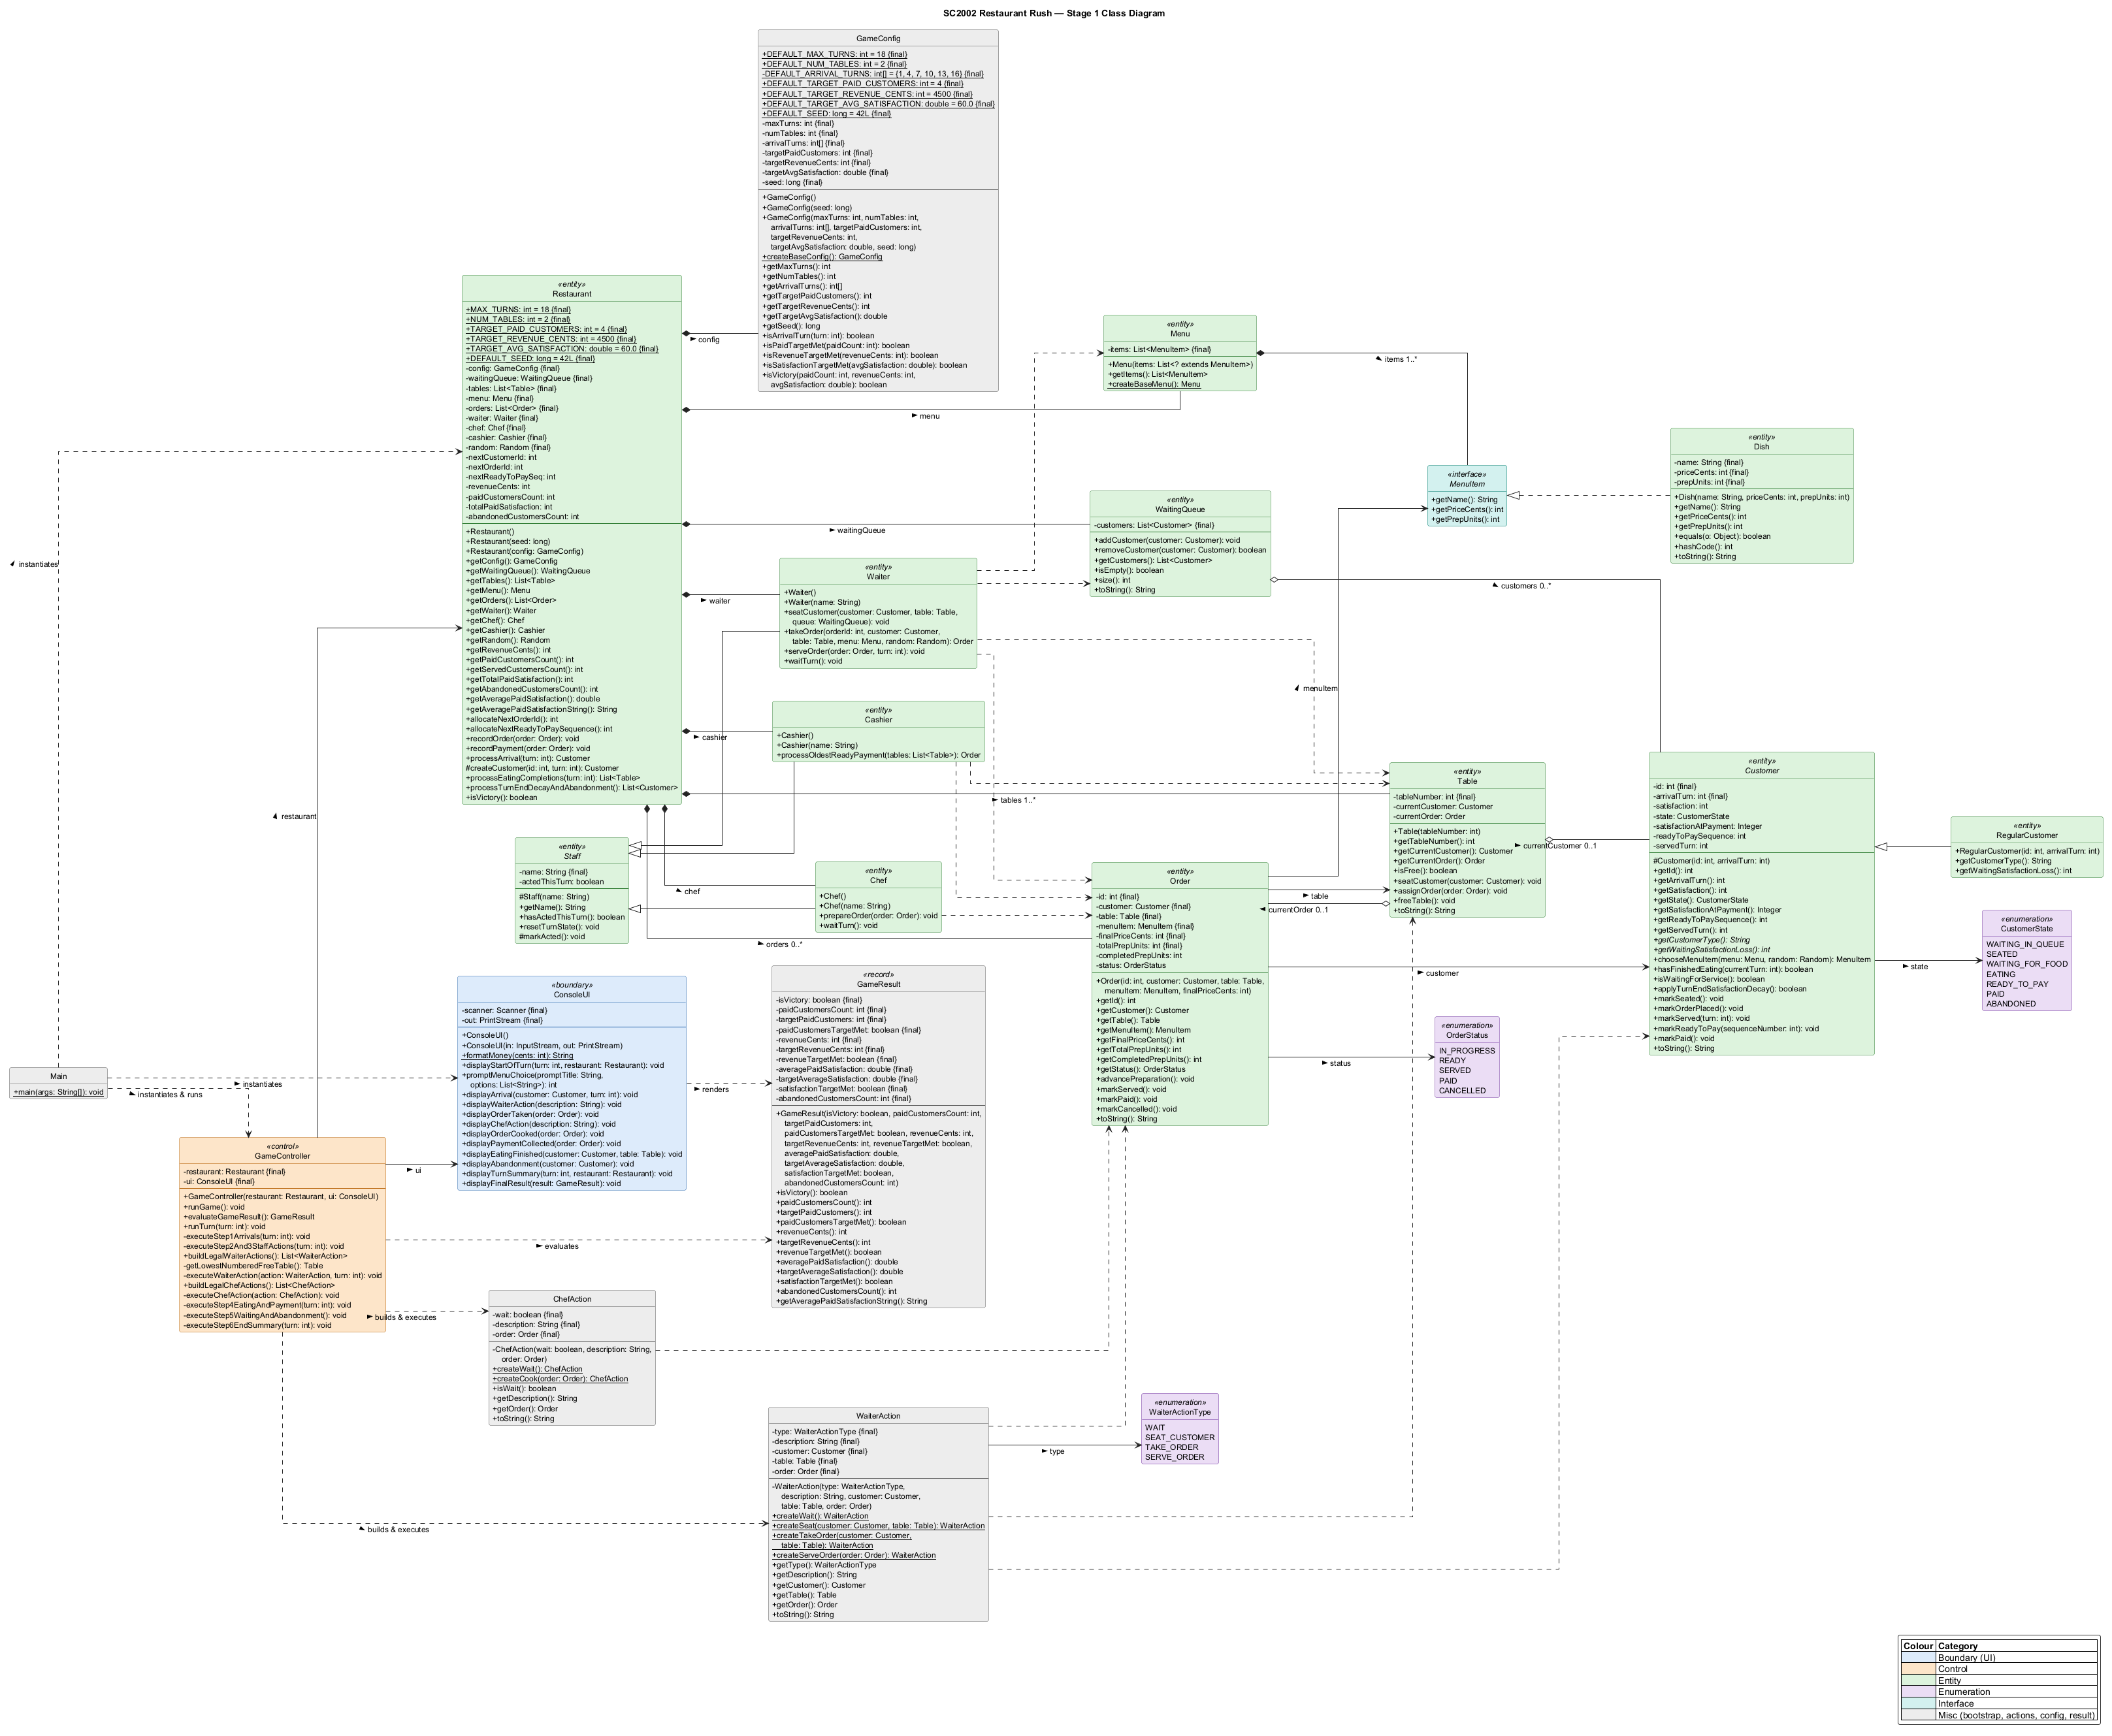 SC2002 Restaurant Rush — Stage 1 Class Diagram
GameConfig
+DEFAULT_MAX_TURNS: int = 18 {final}
+DEFAULT_NUM_TABLES: int = 2 {final}
-DEFAULT_ARRIVAL_TURNS: int[] = {1, 4, 7, 10, 13, 16} {final}
+DEFAULT_TARGET_PAID_CUSTOMERS: int = 4 {final}
+DEFAULT_TARGET_REVENUE_CENTS: int = 4500 {final}
+DEFAULT_TARGET_AVG_SATISFACTION: double = 60.0 {final}
+DEFAULT_SEED: long = 42L {final}
-maxTurns: int {final}
-numTables: int {final}
-arrivalTurns: int[] {final}
-targetPaidCustomers: int {final}
-targetRevenueCents: int {final}
-targetAvgSatisfaction: double {final}
-seed: long {final}
+GameConfig()
+GameConfig(seed: long)
+GameConfig(maxTurns: int, numTables: int,
arrivalTurns: int[], targetPaidCustomers: int,
targetRevenueCents: int,
targetAvgSatisfaction: double, seed: long)
+createBaseConfig(): GameConfig
+getMaxTurns(): int
+getNumTables(): int
+getArrivalTurns(): int[]
+getTargetPaidCustomers(): int
+getTargetRevenueCents(): int
+getTargetAvgSatisfaction(): double
+getSeed(): long
+isArrivalTurn(turn: int): boolean
+isPaidTargetMet(paidCount: int): boolean
+isRevenueTargetMet(revenueCents: int): boolean
+isSatisfactionTargetMet(avgSatisfaction: double): boolean
+isVictory(paidCount: int, revenueCents: int,
avgSatisfaction: double): boolean
«entity»
Restaurant
+MAX_TURNS: int = 18 {final}
+NUM_TABLES: int = 2 {final}
+TARGET_PAID_CUSTOMERS: int = 4 {final}
+TARGET_REVENUE_CENTS: int = 4500 {final}
+TARGET_AVG_SATISFACTION: double = 60.0 {final}
+DEFAULT_SEED: long = 42L {final}
-config: GameConfig {final}
-waitingQueue: WaitingQueue {final}
-tables: List<Table> {final}
-menu: Menu {final}
-orders: List<Order> {final}
-waiter: Waiter {final}
-chef: Chef {final}
-cashier: Cashier {final}
-random: Random {final}
-nextCustomerId: int
-nextOrderId: int
-nextReadyToPaySeq: int
-revenueCents: int
-paidCustomersCount: int
-totalPaidSatisfaction: int
-abandonedCustomersCount: int
+Restaurant()
+Restaurant(seed: long)
+Restaurant(config: GameConfig)
+getConfig(): GameConfig
+getWaitingQueue(): WaitingQueue
+getTables(): List<Table>
+getMenu(): Menu
+getOrders(): List<Order>
+getWaiter(): Waiter
+getChef(): Chef
+getCashier(): Cashier
+getRandom(): Random
+getRevenueCents(): int
+getPaidCustomersCount(): int
+getServedCustomersCount(): int
+getTotalPaidSatisfaction(): int
+getAbandonedCustomersCount(): int
+getAveragePaidSatisfaction(): double
+getAveragePaidSatisfactionString(): String
+allocateNextOrderId(): int
+allocateNextReadyToPaySequence(): int
+recordOrder(order: Order): void
+recordPayment(order: Order): void
+processArrival(turn: int): Customer
#createCustomer(id: int, turn: int): Customer
+processEatingCompletions(turn: int): List<Table>
+processTurnEndDecayAndAbandonment(): List<Customer>
+isVictory(): boolean
config
menu
waitingQueue
waiter
cashier
tables 1..*
chef
orders 0..*
«entity»
Menu
-items: List<MenuItem> {final}
+Menu(items: List<? extends MenuItem>)
+getItems(): List<MenuItem>
+createBaseMenu(): Menu
items 1..*
«interface»
MenuItem
+getName(): String
+getPriceCents(): int
+getPrepUnits(): int
«entity»
Dish
-name: String {final}
-priceCents: int {final}
-prepUnits: int {final}
+Dish(name: String, priceCents: int, prepUnits: int)
+getName(): String
+getPriceCents(): int
+getPrepUnits(): int
+equals(o: Object): boolean
+hashCode(): int
+toString(): String
«entity»
WaitingQueue
-customers: List<Customer> {final}
+addCustomer(customer: Customer): void
+removeCustomer(customer: Customer): boolean
+getCustomers(): List<Customer>
+isEmpty(): boolean
+size(): int
+toString(): String
customers 0..*
«entity»
Waiter
+Waiter()
+Waiter(name: String)
+seatCustomer(customer: Customer, table: Table,
queue: WaitingQueue): void
+takeOrder(orderId: int, customer: Customer,
table: Table, menu: Menu, random: Random): Order
+serveOrder(order: Order, turn: int): void
+waitTurn(): void
instantiates
restaurant
menuItem
«entity»
Cashier
+Cashier()
+Cashier(name: String)
+processOldestReadyPayment(tables: List<Table>): Order
«entity»
Table
-tableNumber: int {final}
-currentCustomer: Customer
-currentOrder: Order
+Table(tableNumber: int)
+getTableNumber(): int
+getCurrentCustomer(): Customer
+getCurrentOrder(): Order
+isFree(): boolean
+seatCustomer(customer: Customer): void
+assignOrder(order: Order): void
+freeTable(): void
+toString(): String
currentCustomer 0..1
«entity»
Customer
-id: int {final}
-arrivalTurn: int {final}
-satisfaction: int
-state: CustomerState
-satisfactionAtPayment: Integer
-readyToPaySequence: int
-servedTurn: int
#Customer(id: int, arrivalTurn: int)
+getId(): int
+getArrivalTurn(): int
+getSatisfaction(): int
+getState(): CustomerState
+getSatisfactionAtPayment(): Integer
+getReadyToPaySequence(): int
+getServedTurn(): int
+getCustomerType(): String
+getWaitingSatisfactionLoss(): int
+chooseMenuItem(menu: Menu, random: Random): MenuItem
+hasFinishedEating(currentTurn: int): boolean
+isWaitingForService(): boolean
+applyTurnEndSatisfactionDecay(): boolean
+markSeated(): void
+markOrderPlaced(): void
+markServed(turn: int): void
+markReadyToPay(sequenceNumber: int): void
+markPaid(): void
+toString(): String
«entity»
RegularCustomer
+RegularCustomer(id: int, arrivalTurn: int)
+getCustomerType(): String
+getWaitingSatisfactionLoss(): int
state
«enumeration»
CustomerState
WAITING_IN_QUEUE
SEATED
WAITING_FOR_FOOD
EATING
READY_TO_PAY
PAID
ABANDONED
«entity»
Staff
-name: String {final}
-actedThisTurn: boolean
#Staff(name: String)
+getName(): String
+hasActedThisTurn(): boolean
+resetTurnState(): void
#markActed(): void
«entity»
Chef
+Chef()
+Chef(name: String)
+prepareOrder(order: Order): void
+waitTurn(): void
«entity»
Order
-id: int {final}
-customer: Customer {final}
-table: Table {final}
-menuItem: MenuItem {final}
-finalPriceCents: int {final}
-totalPrepUnits: int {final}
-completedPrepUnits: int
-status: OrderStatus
+Order(id: int, customer: Customer, table: Table,
menuItem: MenuItem, finalPriceCents: int)
+getId(): int
+getCustomer(): Customer
+getTable(): Table
+getMenuItem(): MenuItem
+getFinalPriceCents(): int
+getTotalPrepUnits(): int
+getCompletedPrepUnits(): int
+getStatus(): OrderStatus
+advancePreparation(): void
+markServed(): void
+markPaid(): void
+markCancelled(): void
+toString(): String
table
currentOrder 0..1
customer
status
«enumeration»
OrderStatus
IN_PROGRESS
READY
SERVED
PAID
CANCELLED
«boundary»
ConsoleUI
-scanner: Scanner {final}
-out: PrintStream {final}
+ConsoleUI()
+ConsoleUI(in: InputStream, out: PrintStream)
+formatMoney(cents: int): String
+displayStartOfTurn(turn: int, restaurant: Restaurant): void
+promptMenuChoice(promptTitle: String,
options: List<String>): int
+displayArrival(customer: Customer, turn: int): void
+displayWaiterAction(description: String): void
+displayOrderTaken(order: Order): void
+displayChefAction(description: String): void
+displayOrderCooked(order: Order): void
+displayPaymentCollected(order: Order): void
+displayEatingFinished(customer: Customer, table: Table): void
+displayAbandonment(customer: Customer): void
+displayTurnSummary(turn: int, restaurant: Restaurant): void
+displayFinalResult(result: GameResult): void
renders
«record»
GameResult
-isVictory: boolean {final}
-paidCustomersCount: int {final}
-targetPaidCustomers: int {final}
-paidCustomersTargetMet: boolean {final}
-revenueCents: int {final}
-targetRevenueCents: int {final}
-revenueTargetMet: boolean {final}
-averagePaidSatisfaction: double {final}
-targetAverageSatisfaction: double {final}
-satisfactionTargetMet: boolean {final}
-abandonedCustomersCount: int {final}
+GameResult(isVictory: boolean, paidCustomersCount: int,
targetPaidCustomers: int,
paidCustomersTargetMet: boolean, revenueCents: int,
targetRevenueCents: int, revenueTargetMet: boolean,
averagePaidSatisfaction: double,
targetAverageSatisfaction: double,
satisfactionTargetMet: boolean,
abandonedCustomersCount: int)
+isVictory(): boolean
+paidCustomersCount(): int
+targetPaidCustomers(): int
+paidCustomersTargetMet(): boolean
+revenueCents(): int
+targetRevenueCents(): int
+revenueTargetMet(): boolean
+averagePaidSatisfaction(): double
+targetAverageSatisfaction(): double
+satisfactionTargetMet(): boolean
+abandonedCustomersCount(): int
+getAveragePaidSatisfactionString(): String
Main
+main(args: String[]): void
instantiates
instantiates & runs
«control»
GameController
-restaurant: Restaurant {final}
-ui: ConsoleUI {final}
+GameController(restaurant: Restaurant, ui: ConsoleUI)
+runGame(): void
+evaluateGameResult(): GameResult
+runTurn(turn: int): void
-executeStep1Arrivals(turn: int): void
-executeStep2And3StaffActions(turn: int): void
+buildLegalWaiterActions(): List<WaiterAction>
-getLowestNumberedFreeTable(): Table
-executeWaiterAction(action: WaiterAction, turn: int): void
+buildLegalChefActions(): List<ChefAction>
-executeChefAction(action: ChefAction): void
-executeStep4EatingAndPayment(turn: int): void
-executeStep5WaitingAndAbandonment(): void
-executeStep6EndSummary(turn: int): void
ui
evaluates
builds & executes
builds & executes
ChefAction
-wait: boolean {final}
-description: String {final}
-order: Order {final}
-ChefAction(wait: boolean, description: String,
order: Order)
+createWait(): ChefAction
+createCook(order: Order): ChefAction
+isWait(): boolean
+getDescription(): String
+getOrder(): Order
+toString(): String
WaiterAction
-type: WaiterActionType {final}
-description: String {final}
-customer: Customer {final}
-table: Table {final}
-order: Order {final}
-WaiterAction(type: WaiterActionType,
description: String, customer: Customer,
table: Table, order: Order)
+createWait(): WaiterAction
+createSeat(customer: Customer, table: Table): WaiterAction
+createTakeOrder(customer: Customer,
table: Table): WaiterAction
+createServeOrder(order: Order): WaiterAction
+getType(): WaiterActionType
+getDescription(): String
+getCustomer(): Customer
+getTable(): Table
+getOrder(): Order
+toString(): String
type
«enumeration»
WaiterActionType
WAIT
SEAT_CUSTOMER
TAKE_ORDER
SERVE_ORDER
Colour Category
Boundary (UI)
Control
Entity
Enumeration
Interface
Misc (bootstrap, actions, config, result)